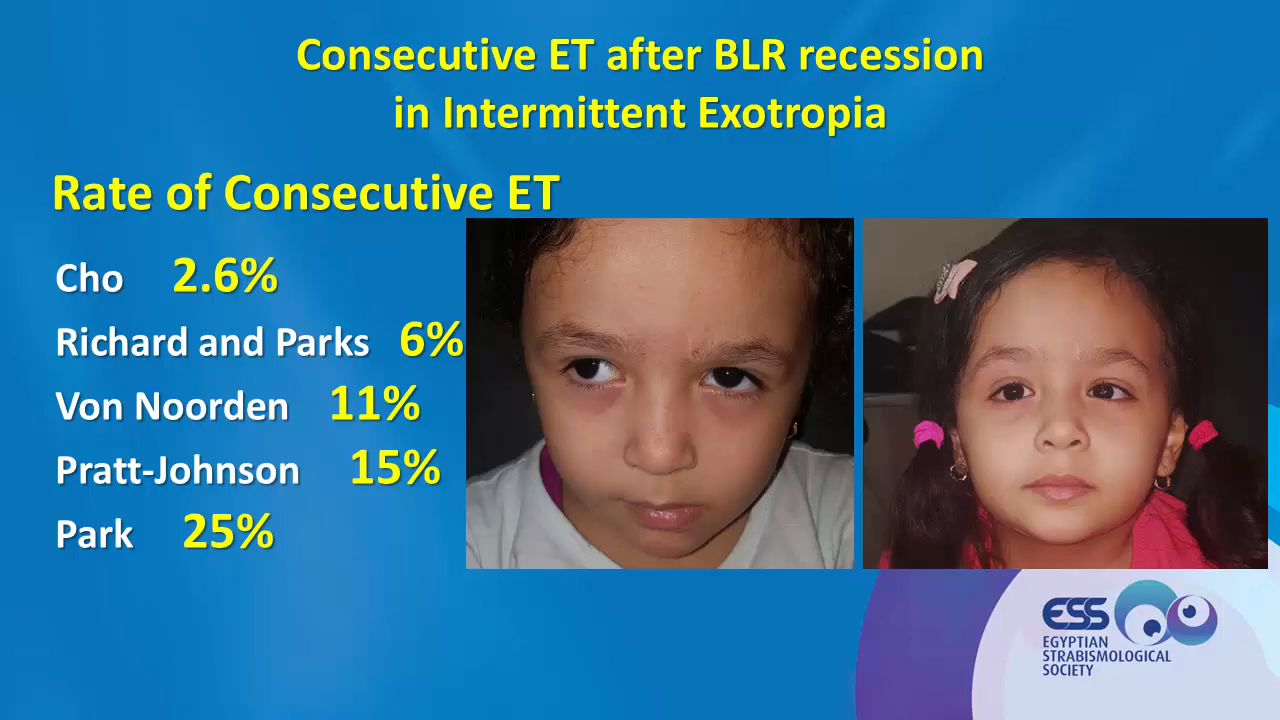 Consecutive ET after BLR recession
in Intermittent Exotropia
Rate of Consecutive ET
Cho 2.6%
Richard and Parks 6%
Von Noorden 11%
Pratt-Johnson 15%
Park 25%
ESS
EGYPTIAN
STRABISMOLOGICAL
SOCIETY